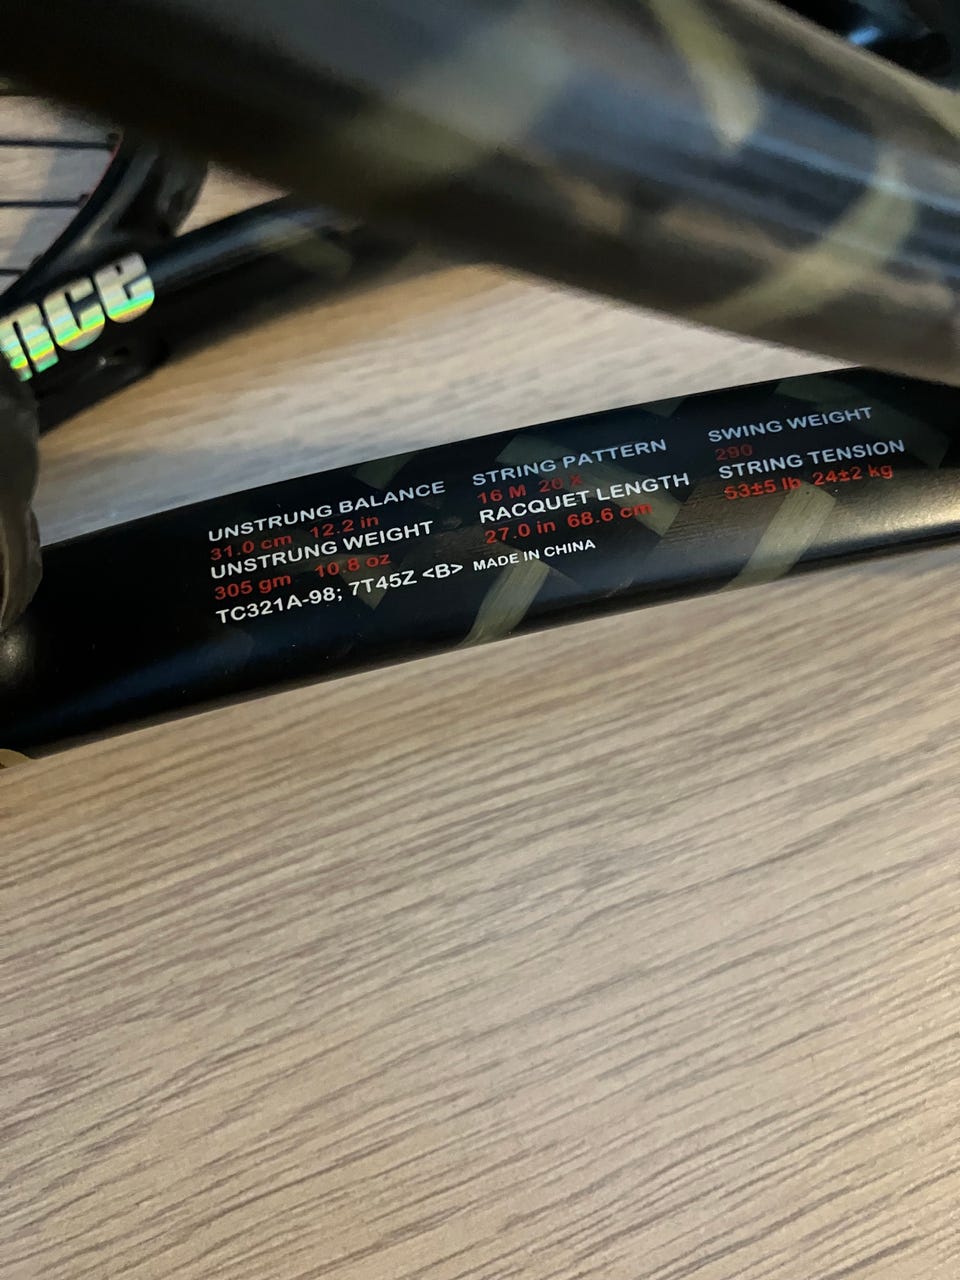 nce
UNSTRUNG BALANCE
31.0 cm 12.2 in
UNSTRUNG WEIGHT
305 gm 10.8 oz
TC321A-98; 7T45Z <B> MADE IN CHINA
STRING PATTERN
16 M 20 X
RACQUET LENGTH
27.0 in 68.6 cm
SWING WEIGHT
290
STRING TENSION
53±5 lb 24±2 kg